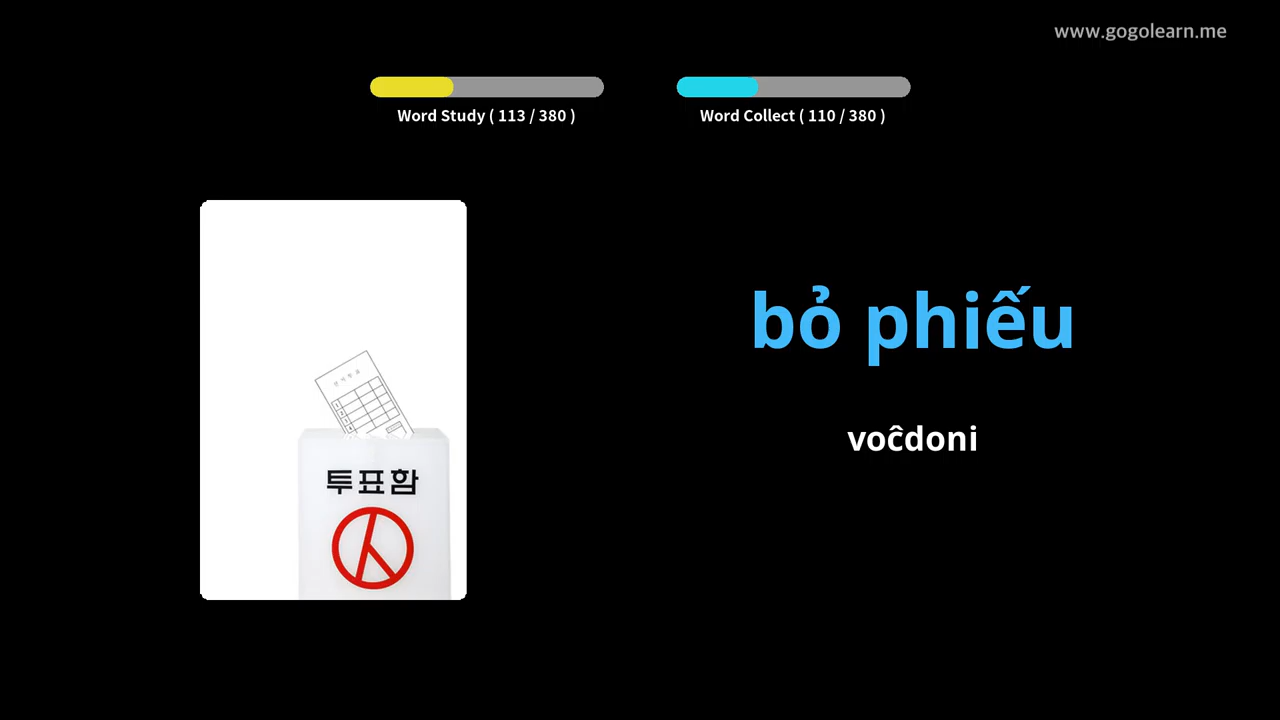 www.gogolearn.me
Word Study ( 113 / 380 )
Word Collect ( 110 / 380 )
투표함
bỏ phiếu
voĉdoni